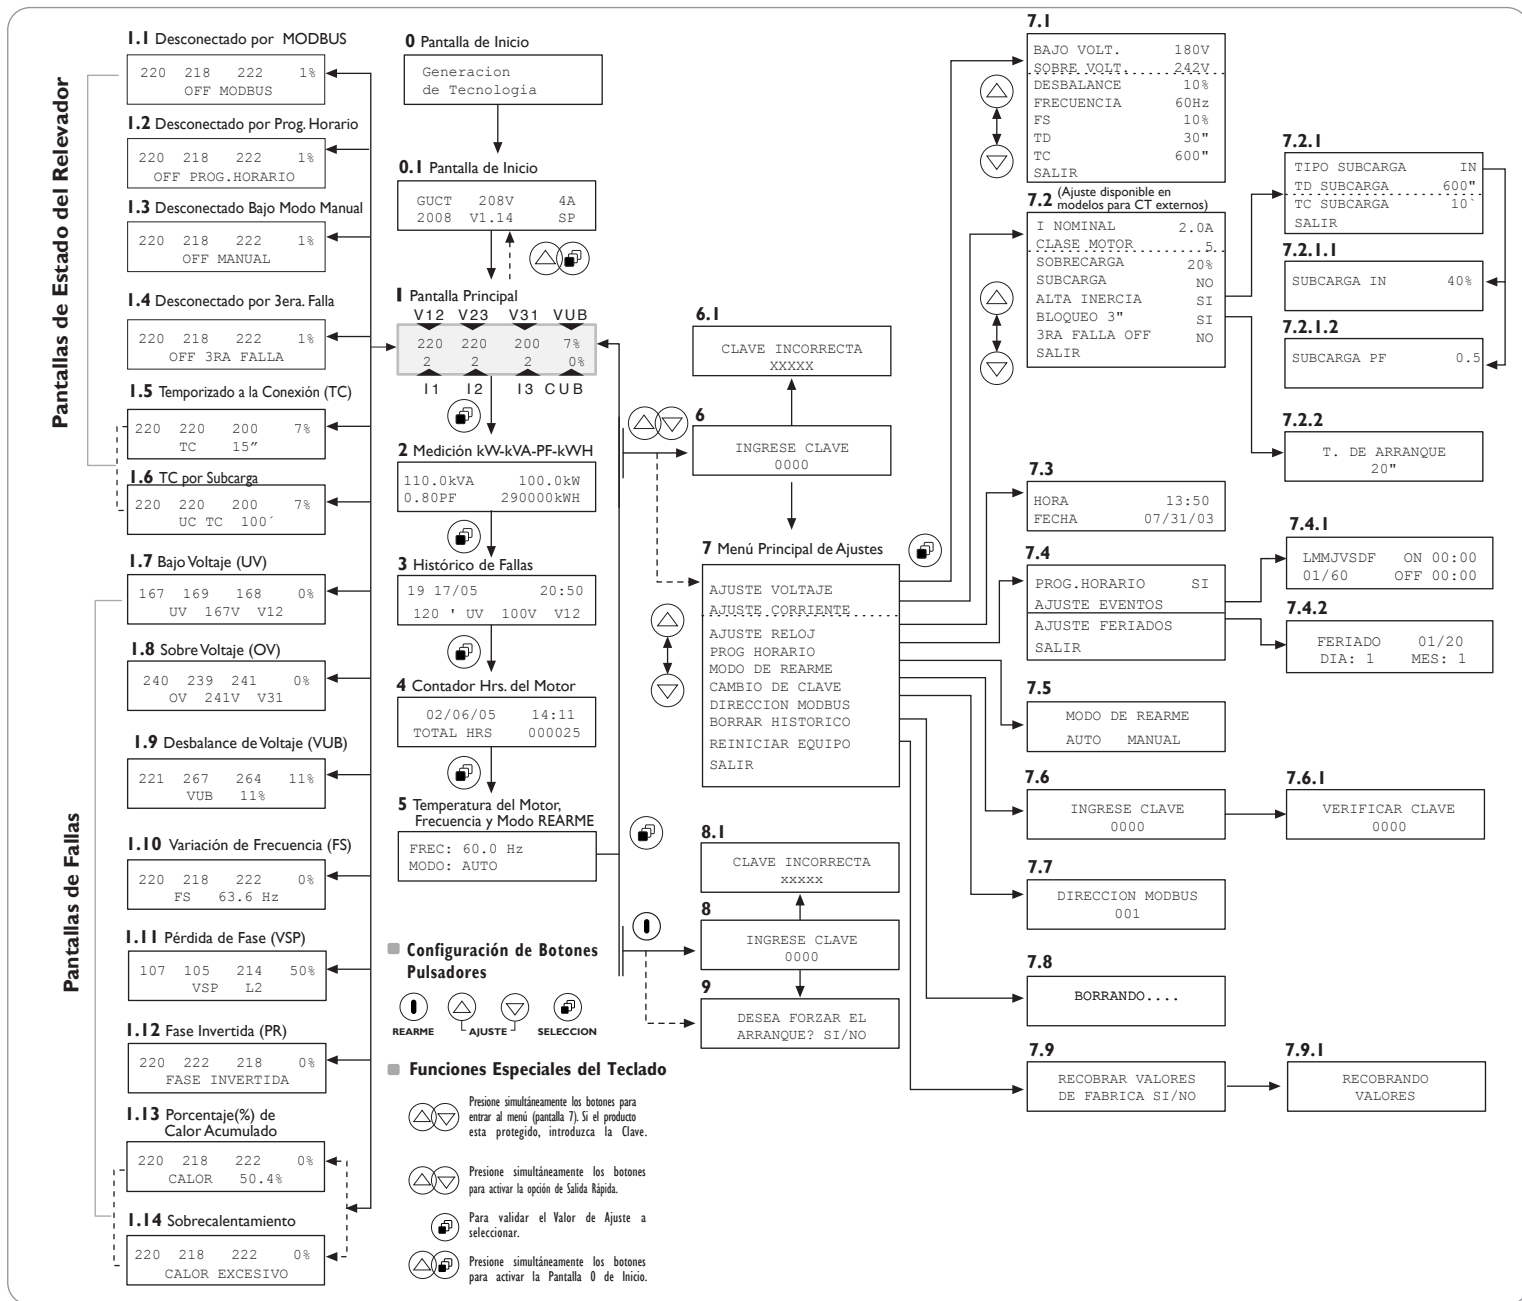 Pantallas de Estado del Relevador
1.1 Desconectado por MODBUS
220 218 222 1%
OFF MODBUS
1.2 Desconectado por Prog. Horario
220 218 222 1%
OFF PROG.HORARIO
1.3 Desconectado Bajo Modo Manual
220 218 222 1%
OFF MANUAL
1.4 Desconectado por 3era. Falla
220 218 222 1%
OFF 3RA FALLA
1.5 Temporizado a la Conexión (TC)
220 220 200 7%
TC 15"
1.6 TC por Subcarga
220 220 200 7%
UC TC 100´
Pantallas de Fallas
1.7 Bajo Voltaje (UV)
167 169 168 0%
UV 167V V12
1.8 Sobre Voltaje (OV)
240 239 241 0%
OV 241V V31
1.9 Desbalance de Voltaje (VUB)
221 267 264 11%
VUB 11%
1.10 Variación de Frecuencia (FS)
220 218 222 0%
FS 63.6 Hz
1.11 Pérdida de Fase (VSP)
107 105 214 50%
VSP L2
1.12 Fase Invertida (PR)
220 222 218 0%
FASE INVERTIDA
1.13 Porcentaje(%) de
Calor Acumulado
220 218 222 0%
CALOR 50.4%
1.14 Sobrecalentamiento
220 218 222 0%
CALOR EXCESIVO
0 Pantalla de Inicio
Generacion
de Tecnologia
0.1 Pantalla de Inicio
GUCT 208V 4A
2008 V1.14 SP
1 Pantalla Principal
V12 V23 V31 VUB
220 220 200 7%
2 2 2 0%
I1 I2 I3 CUB
2 Medición kW-kVA-PF-kWH
110.0kVA 100.0kW
0.80PF 290000kWH
3 Histórico de Fallas
19 17/05 20:50
120 ' UV 100V V12
4 Contador Hrs. del Motor
02/06/05 14:11
TOTAL HRS 000025
5 Temperatura del Motor,
Frecuencia y Modo REARME
FREC: 60.0 Hz
MODO: AUTO
Configuración de Botones
Pulsadores
REARME AJUSTE SELECCION
Funciones Especiales del Teclado
Presione simultáneamente los botones para
entrar al menú (pantalla 7). Si el producto
esta protegido, introduzca la Clave.
Presione simultáneamente los botones
para activar la opción de Salida Rápida.
Para validar el Valor de Ajuste a
seleccionar.
Presione simultáneamente los botones
para activar la Pantalla 0 de Inicio.
6.1
CLAVE INCORRECTA
XXXXX
6
INGRESE CLAVE
0000
7 Menú Principal de Ajustes
AJUSTE VOLTAJE
AJUSTE CORRIENTE
AJUSTE RELOJ
PROG HORARIO
MODO DE REARME
CAMBIO DE CLAVE
DIRECCION MODBUS
BORRAR HISTORICO
REINICIAR EQUIPO
SALIR
8.1
CLAVE INCORRECTA
xxxxx
8
INGRESE CLAVE
0000
9
DESEA FORZAR EL
ARRANQUE? SI/NO
7.1
BAJO VOLT. 180V
SOBRE VOLT. 242V
DESBALANCE 10%
FRECUENCIA 60Hz
FS 10%
TD 30"
TC 600"
SALIR
7.2 (Ajuste disponible en
modelos para CT externos)
I NOMINAL 2.0A
CLASE MOTOR 5
SOBRECARGA 20%
SUBCARGA NO
ALTA INERCIA SI
BLOQUEO 3" SI
3RA FALLA OFF NO
SALIR
7.2.1
TIPO SUBCARGA IN
TD SUBCARGA 600"
TC SUBCARGA 10`
SALIR
7.2.1.1
SUBCARGA IN 40%
7.2.1.2
SUBCARGA PF 0.5
7.2.2
T. DE ARRANQUE
20"
7.3
HORA 13:50
FECHA 07/31/03
7.4
PROG.HORARIO SI
AJUSTE EVENTOS
AJUSTE FERIADOS
SALIR
7.4.1
LMMJVSDF ON 00:00
01/60 OFF 00:00
7.4.2
FERIADO 01/20
DIA: 1 MES: 1
7.5
MODO DE REARME
AUTO MANUAL
7.6
INGRESE CLAVE
0000
7.6.1
VERIFICAR CLAVE
0000
7.7
DIRECCION MODBUS
001
7.8
BORRANDO....
7.9
RECOBRAR VALORES
DE FABRICA SI/NO
7.9.1
RECOBRANDO
VALORES